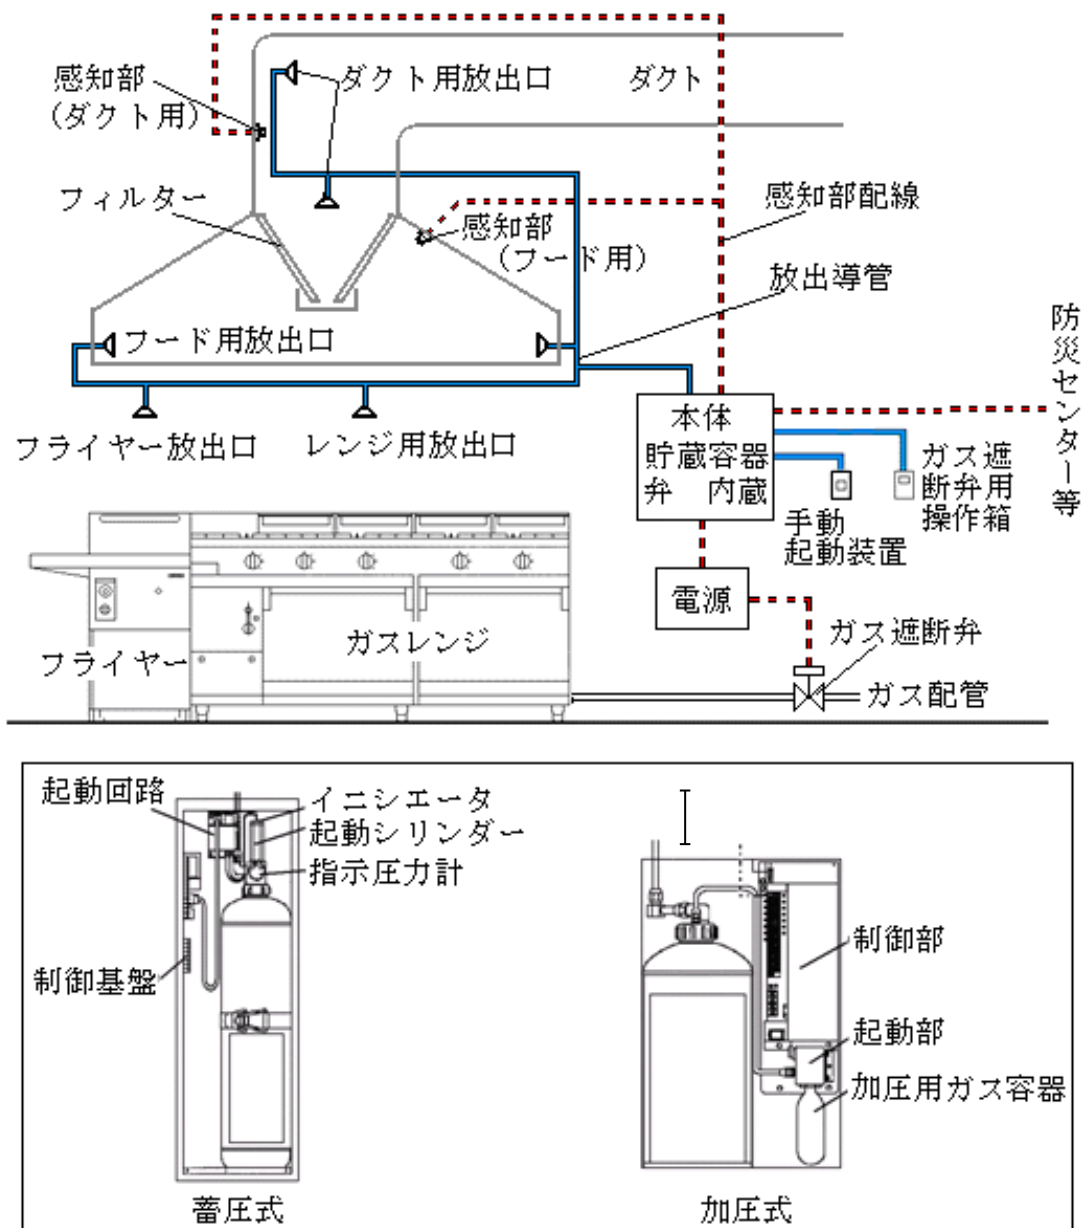 感知部
(ダクト用)
ダクト用放出口
ダクト
フィルター
感知部
(フード用)
感知部配線
放出導管
フード用放出口
フライヤー放出口
レンジ用放出口
本体
貯蔵容器
弁 内蔵
防災センター等
ガス遮
断弁用
操作箱
手動
起動装置
電源
ガス遮断弁
ガス配管
フライヤー
ガスレンジ
起動回路
イニシエータ
起動シリンダー
指示圧力計
制御基盤
蓄圧式
制御部
起動部
加圧用ガス容器
加圧式